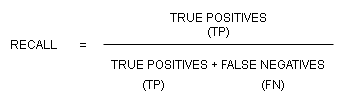 TRUE POSITIVES
(TP)
RECALL =
TRUE POSITIVES + FALSE NEGATIVES
(TP) (FN)